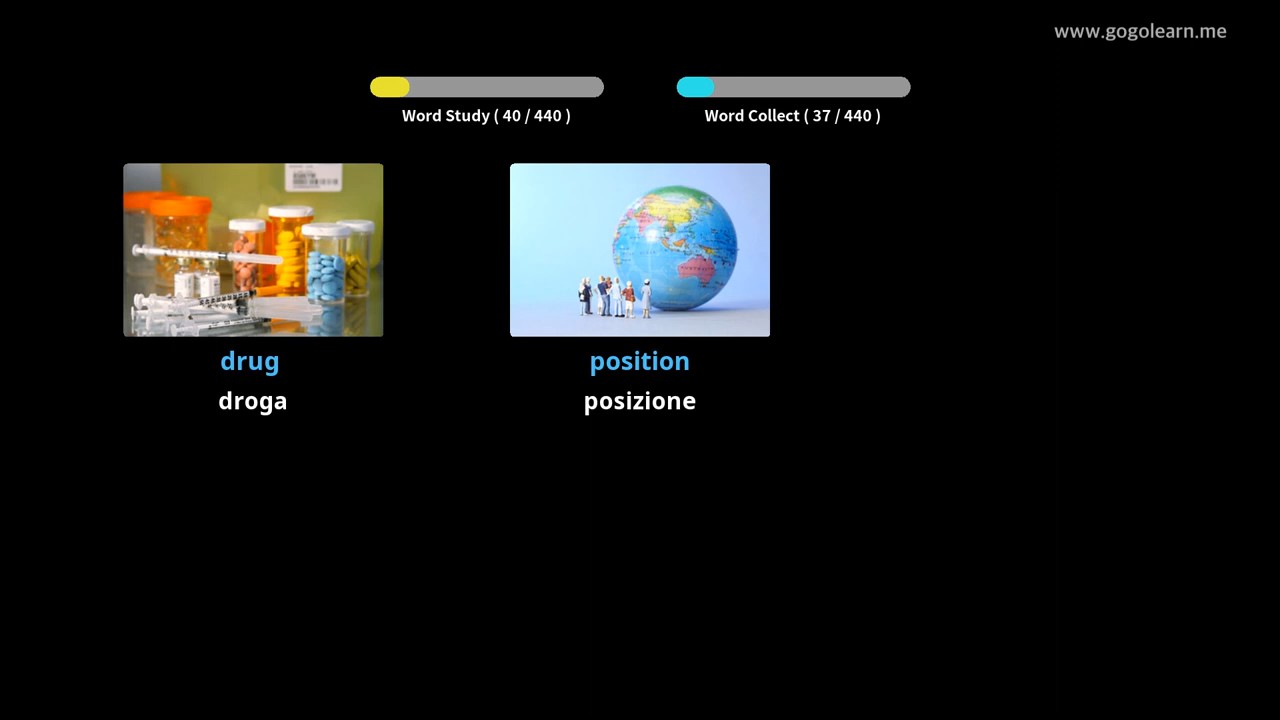 www.gogolearn.me
Word Study ( 40 / 440 )
Word Collect ( 37 / 440 )
drug
position
droga
posizione